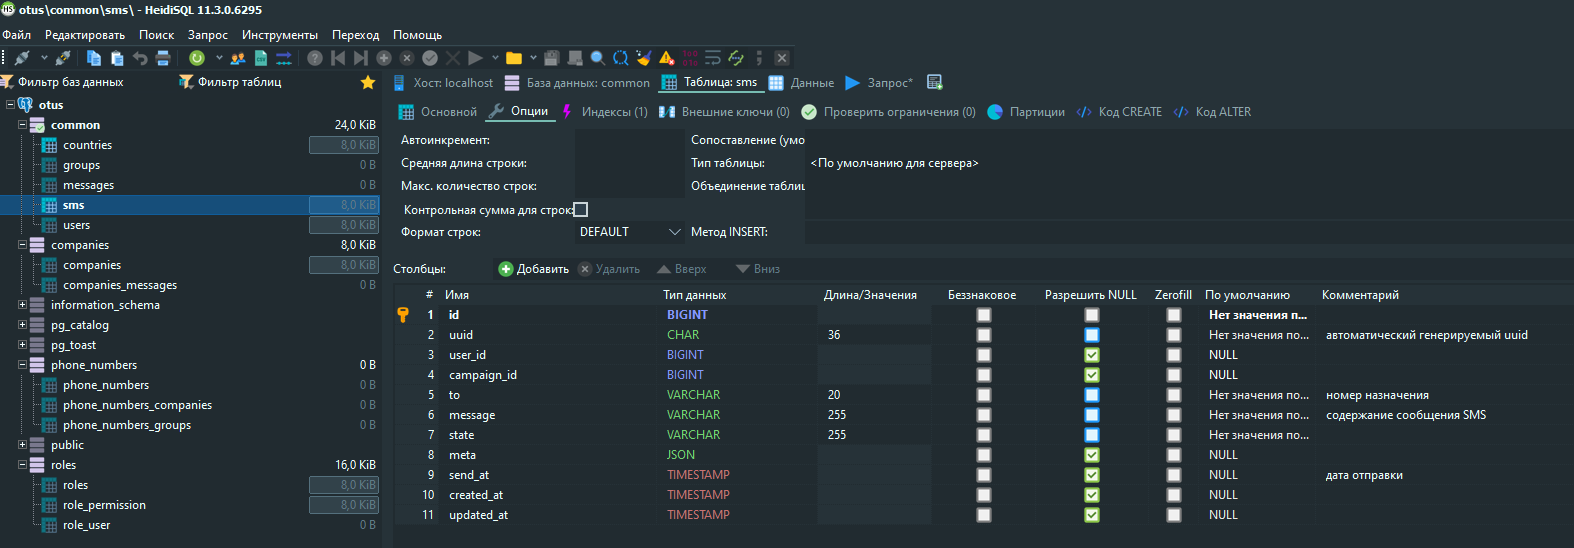 otus\common\sms\ - HeidiSQL 11.3.0.6295
Файл Редактировать Поиск Запрос Инструменты Переход Помощь
Фильтр баз данных Фильтр таблиц
Хост: localhost База данных: common Таблица: sms Данные Запрос*
Основной Опции Индексы (1) Внешние ключи (0) Проверить ограничения (0) Партиции Код CREATE Код ALTER
otus
common 24,0 KiB
countries 8,0 KiB
groups 0 B
messages 0 B
sms 8,0 KiB
users 8,0 KiB
companies 8,0 KiB
companies 8,0 KiB
companies_messages 0 B
information_schema
pg_catalog
pg_toast
phone_numbers 0 B
phone_numbers 0 B
phone_numbers_companies 0 B
phone_numbers_groups 0 B
public
roles 16,0 KiB
roles 8,0 KiB
role_permission 8,0 KiB
role_user 0 B
Автоинкремент: Сопоставление (умо
Средняя длина строки: Тип таблицы: <По умолчанию для сервера>
Макс. количество строк: Объединение таблиц
Контрольная сумма для строк:
Формат строк: DEFAULT Метод INSERT:
Столбцы: Добавить Удалить Вверх Вниз
# Имя Тип данных Длина/Значения Беззнаковое Разрешить NULL Zerofill По умолчанию Комментарий
1 id BIGINT Нет значения п...
2 uuid CHAR 36 Нет значения по... автоматический генерируемый uuid
3 user_id BIGINT NULL
4 campaign_id BIGINT NULL
5 to VARCHAR 20 Нет значения по... номер назначения
6 message VARCHAR 255 Нет значения по... содержание сообщения SMS
7 state VARCHAR 255 Нет значения по...
8 meta JSON NULL
9 send_at TIMESTAMP NULL дата отправки
10 created_at TIMESTAMP NULL
11 updated_at TIMESTAMP NULL